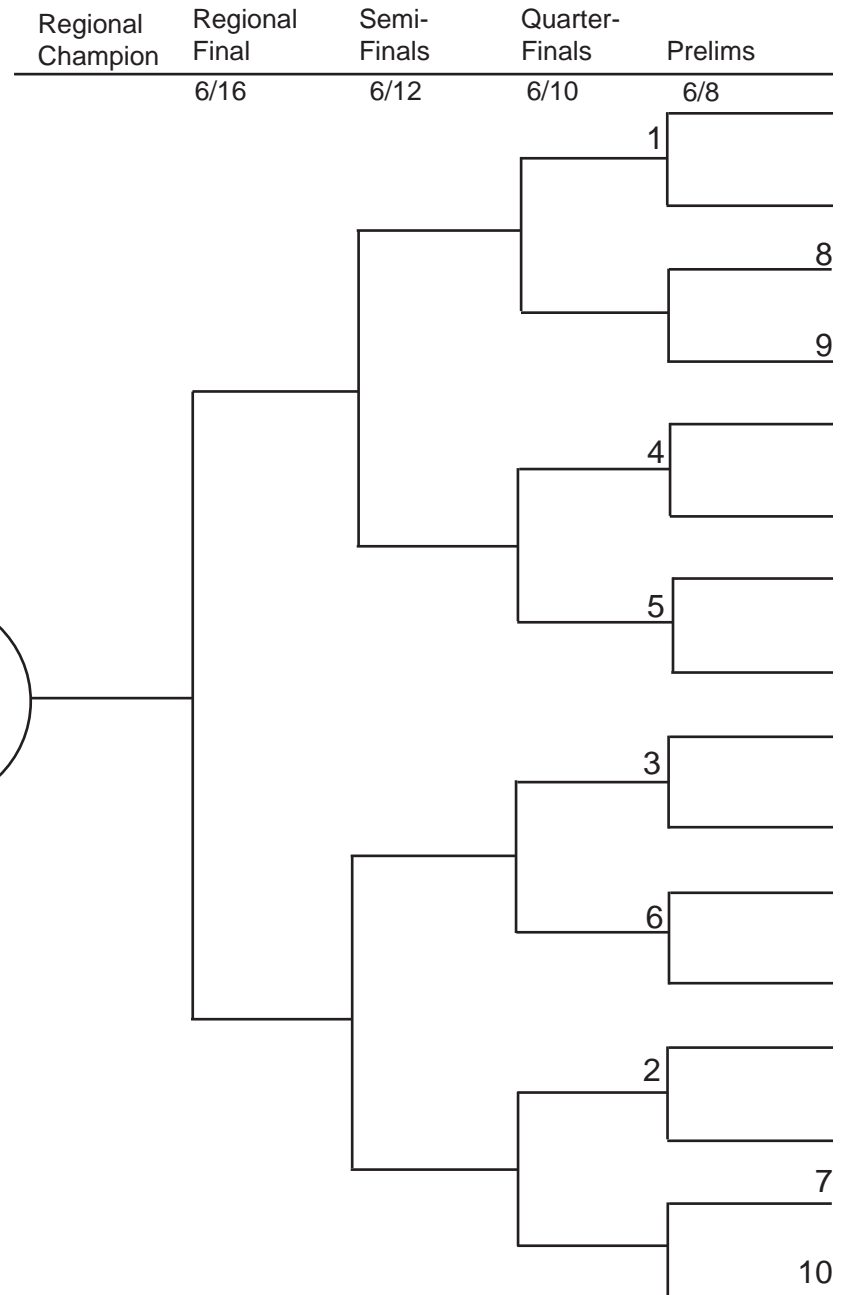 Regional
Champion
Regional
Final
Semi-
Finals
Quarter-
Finals
Prelims
6/16
6/12
6/10
6/8
1
8
9
4
5
3
6
2
7
10